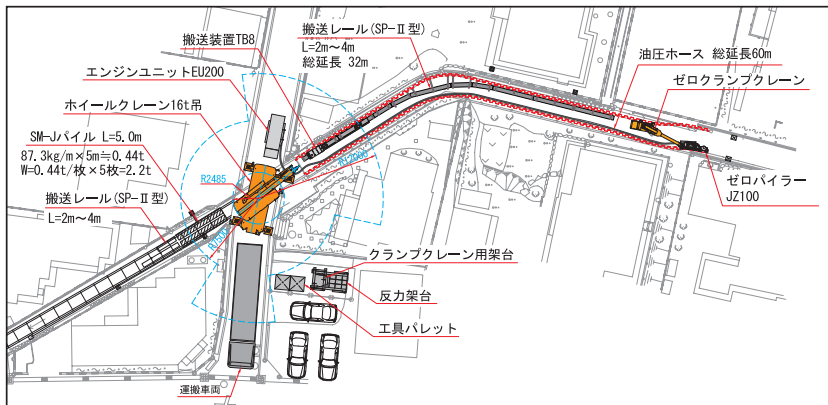 搬送装置TB8
搬送レール(SP-Ⅱ型)
L=2m～4m
総延長 32m
油圧ホース 総延長60m
エンジンユニットEU200
ゼロクランプクレーン
ホイールクレーン16t吊
SM-Jパイル L=5.0m
87.3kg/m×5m≒0.44t
W=0.44t/枚×5枚=2.2t
R2485
搬送レール(SP-Ⅱ型)
L=2m～4m
ゼロパイラー
JZ100
クランプクレーン用架台
反力架台
工具パレット
運搬車両